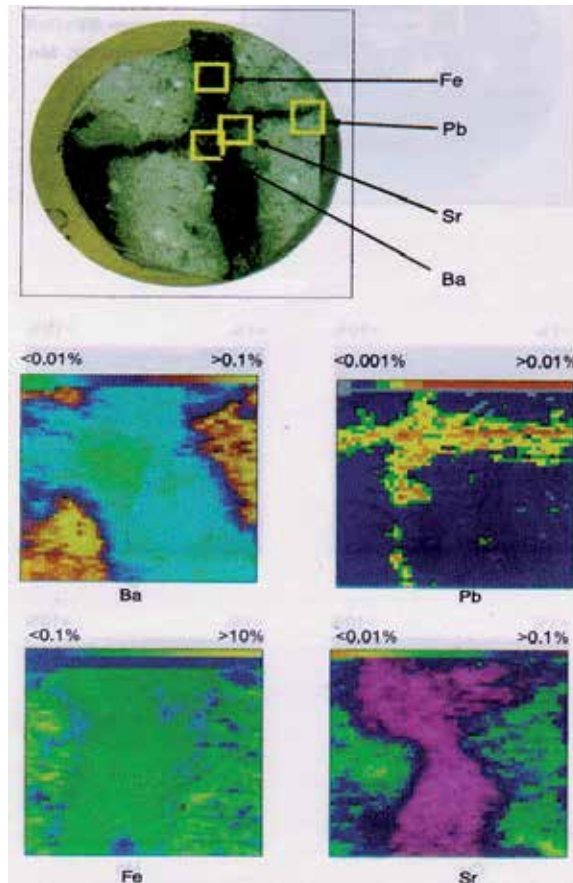 Fe
Pb
Sr
Ba
<0.01% >0.1%
<0.001% >0.01%
Ba
Pb
<0.1% >10%
<0.01% >0.1%
Fe
Sr